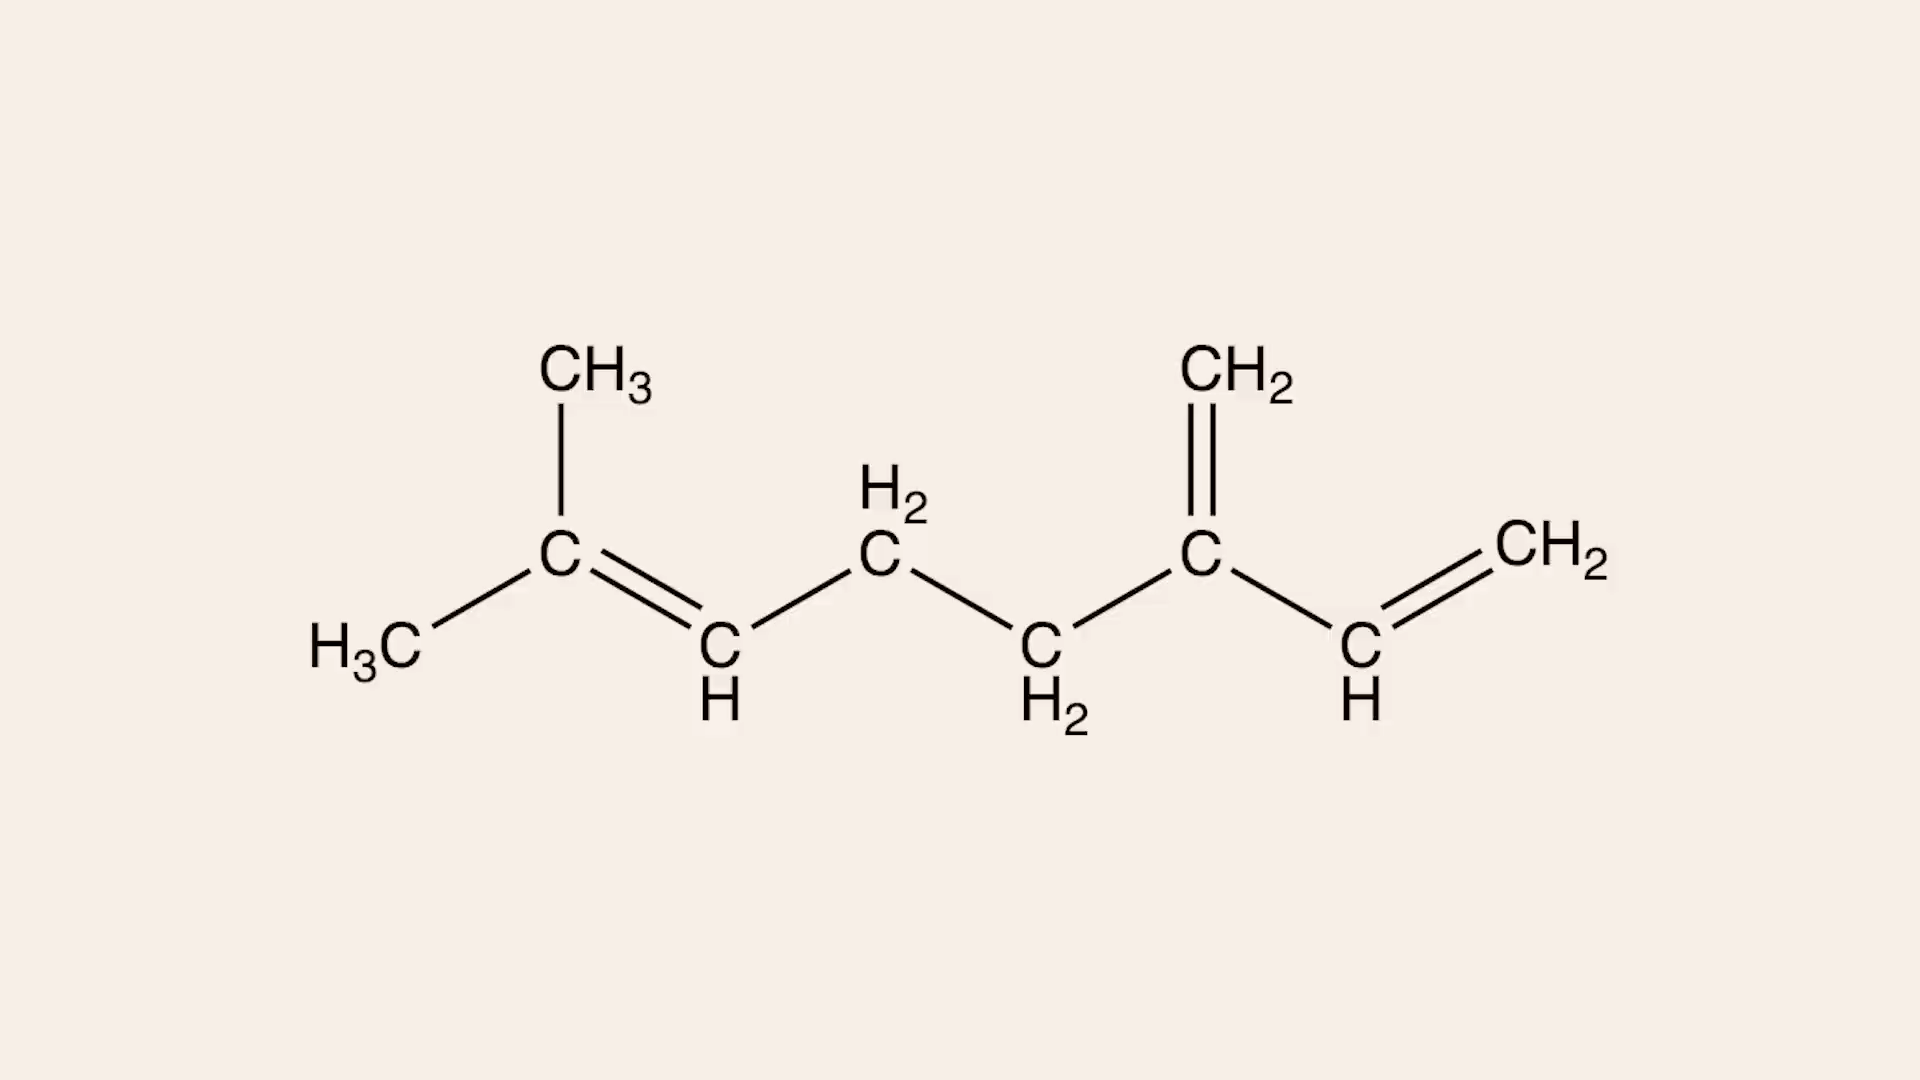 CH₃ CH₂
H₂
C C C CH₂
H₃C C C C
H H₂ H